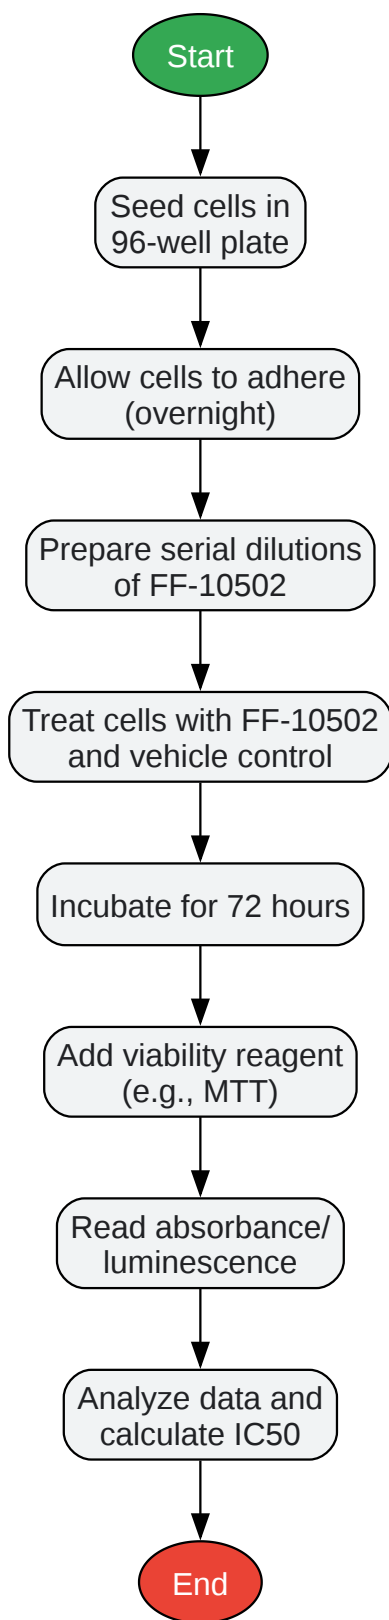 Start
Seed cells in
96-well plate
Allow cells to adhere
(overnight)
Prepare serial dilutions
of FF-10502
Treat cells with FF-10502
and vehicle control
Incubate for 72 hours
Add viability reagent
(e.g., MTT)
Read absorbance/
luminescence
Analyze data and
calculate IC50
End